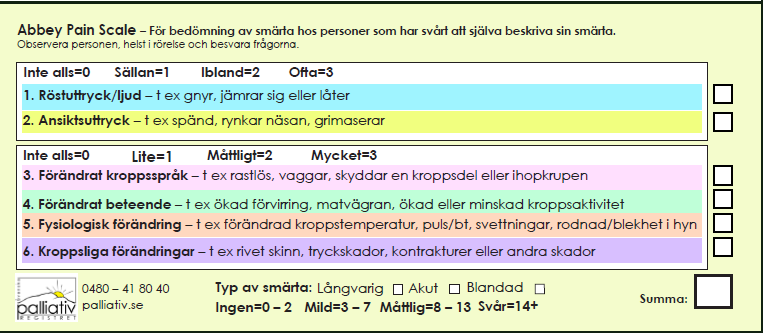 Abbey Pain Scale – För bedömning av smärta hos personer som har svårt att själva beskriva sin smärta.
Observera personen, helst i rörelse och besvara frågorna.
Inte alls=0 Sällan=1 Ibland=2 Ofta=3
1. Röstuttryck/ljud – t ex gnyr, jämrar sig eller låter
2. Ansiktsuttryck – t ex spänd, rynkar näsan, grimaserar
Inte alls=0 Lite=1 Måttligt=2 Mycket=3
3. Förändrat kroppsspråk – t ex rastlös, vaggar, skyddar en kroppsdel eller ihopkrupen
4. Förändrat beteende – t ex ökad förvirring, matvägran, ökad eller minskad kroppsaktivitet
5. Fysiologisk förändring – t ex förändrad kroppstemperatur, puls/bt, svettningar, rodnad/blekhet i hyn
6. Kroppsliga förändringar – t ex rivet skinn, tryckskador, kontrakturer eller andra skador
palliativ
REGISTRET
0480 – 41 80 40
palliativ.se
Typ av smärta: Långvarig Akut Blandad
Ingen=0 – 2 Mild=3 – 7 Måttlig=8 – 13 Svår=14+
Summa: